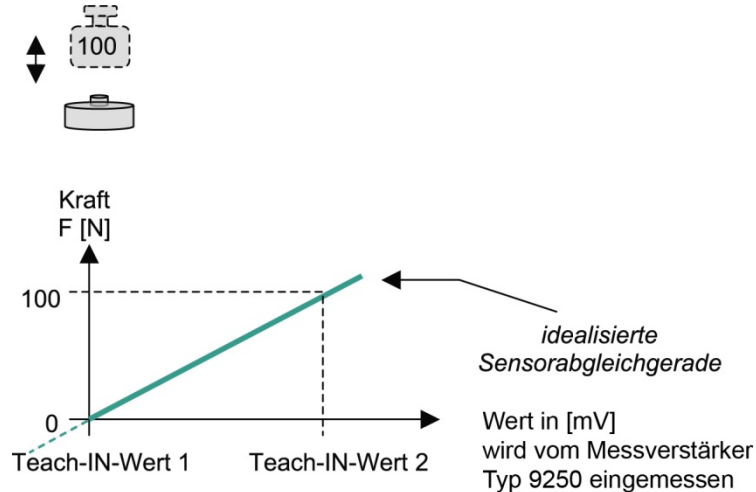 100
Kraft
F [N]
100
idealisierte
Sensorabgleichgerade
0
Wert in [mV]
wird vom Messverstärker
Typ 9250 eingemessen
Teach-IN-Wert 1
Teach-IN-Wert 2